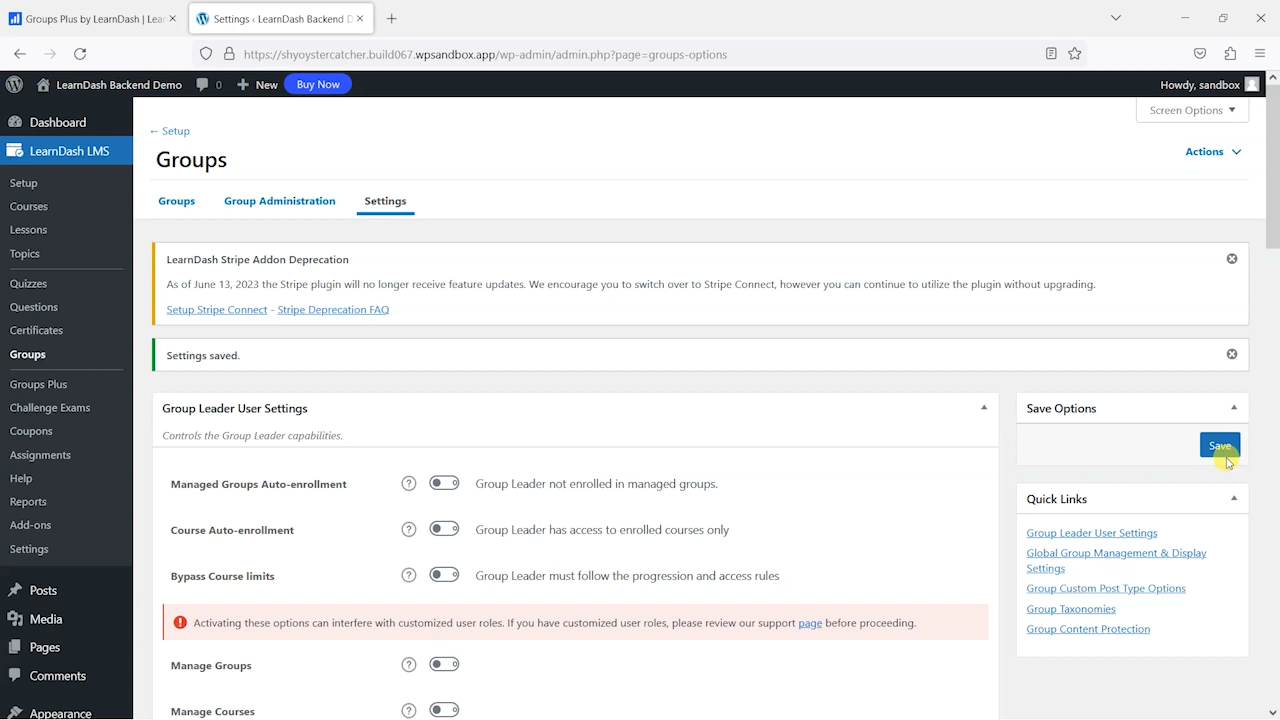 Groups Plus by LearnDash | Lear
Settings ‹ LearnDash Backend D
https://shyoystercatcher.build067.wpsandbox.app/wp-admin/admin.php?page=groups-options
LearnDash Backend Demo
0
New
Buy Now
Howdy, sandbox
Dashboard
LearnDash LMS
Setup
Courses
Lessons
Topics
Quizzes
Questions
Certificates
Groups
Groups Plus
Challenge Exams
Coupons
Assignments
Help
Reports
Add-ons
Settings
Posts
Media
Pages
Comments
Appearance
Screen Options
← Setup
Groups
Actions
Groups
Group Administration
Settings
LearnDash Stripe Addon Deprecation
As of June 13, 2023 the Stripe plugin will no longer receive feature updates. We encourage you to switch over to Stripe Connect, however you can continue to utilize the plugin without upgrading.
Setup Stripe Connect - Stripe Deprecation FAQ
Settings saved.
Group Leader User Settings
Controls the Group Leader capabilities.
Managed Groups Auto-enrollment
Group Leader not enrolled in managed groups.
Course Auto-enrollment
Group Leader has access to enrolled courses only
Bypass Course limits
Group Leader must follow the progression and access rules
Activating these options can interfere with customized user roles. If you have customized user roles, please review our support page before proceeding.
Manage Groups
Manage Courses
Save Options
Save
Quick Links
Group Leader User Settings
Global Group Management & Display
Settings
Group Custom Post Type Options
Group Taxonomies
Group Content Protection